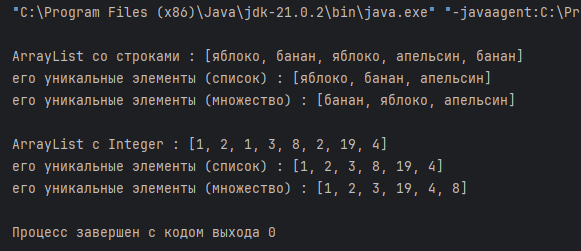 "C:\Program Files (x86)\Java\jdk-21.0.2\bin\java.exe" "-javaagent:C:\Pr
ArrayList со строками : [яблоко, банан, яблоко, апельсин, банан]
его уникальные элементы (список) : [яблоко, банан, апельсин]
его уникальные элементы (множество) : [банан, яблоко, апельсин]
ArrayList с Integer : [1, 2, 1, 3, 8, 2, 19, 4]
его уникальные элементы (список) : [1, 2, 3, 8, 19, 4]
его уникальные элементы (множество) : [1, 2, 3, 19, 4, 8]
Процесс завершен с кодом выхода 0